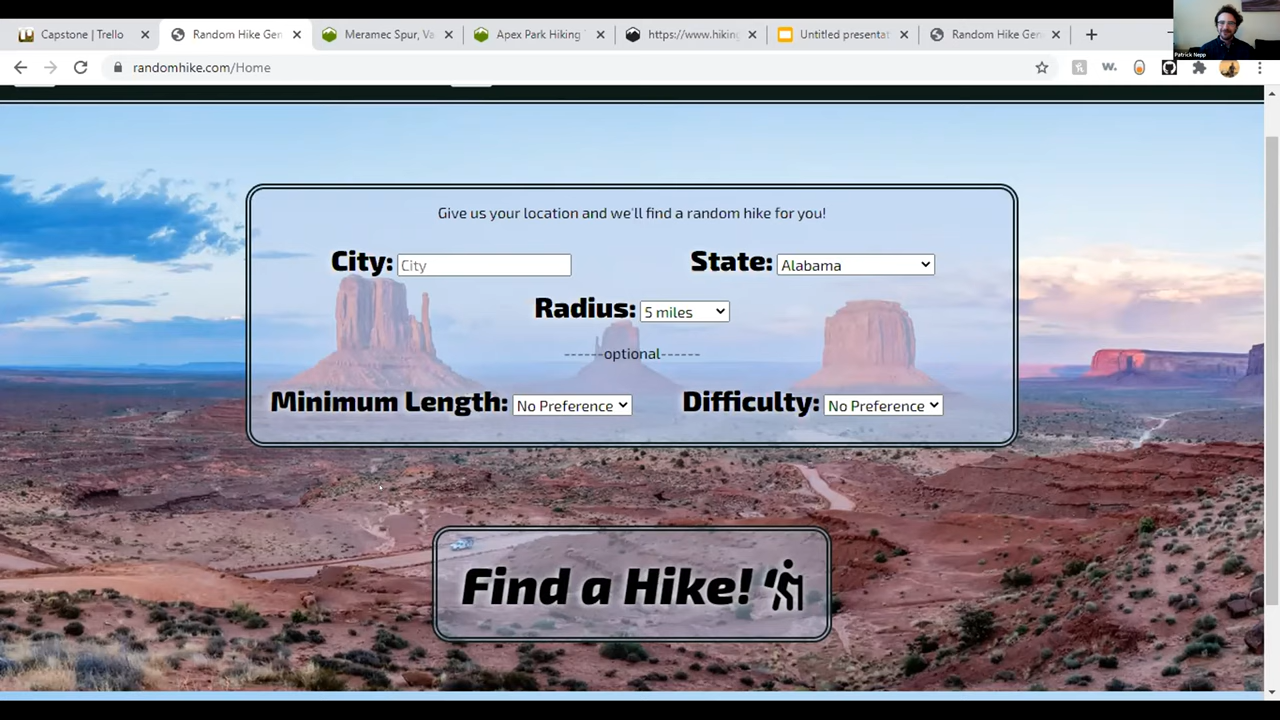 Capstone | Trello
Random Hike Gen
Meramec Spur, Va
Apex Park Hiking
https://www.hiking
Untitled presentat
Random Hike Gen
Patrick Nepp
randomhike.com/Home
w.
Give us your location and we'll find a random hike for you!
City: City
State: Alabama
Radius: 5 miles
------optional------
Minimum Length: No Preference
Difficulty: No Preference
Find a Hike!